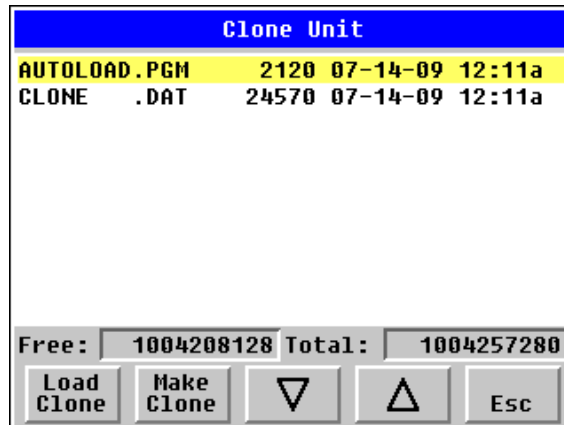 Clone Unit
AUTOLOAD.PGM 2120 07-14-09 12:11a
CLONE .DAT 24570 07-14-09 12:11a
Free: 1004208128 Total: 1004257280
Load Clone Make Clone Esc